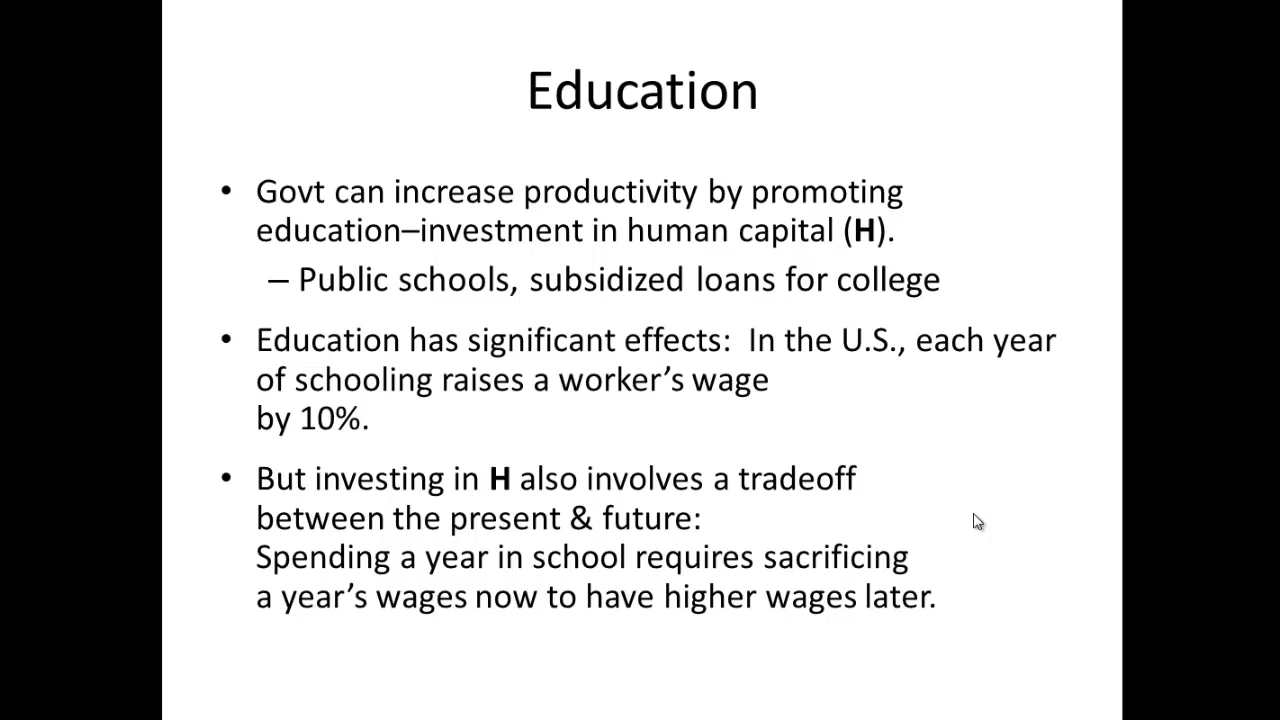 Education
• Govt can increase productivity by promoting
education–investment in human capital (H).
– Public schools, subsidized loans for college
• Education has significant effects:  In the U.S., each year
of schooling raises a worker’s wage
by 10%.
• But investing in H also involves a tradeoff
between the present & future:
Spending a year in school requires sacrificing
a year’s wages now to have higher wages later.